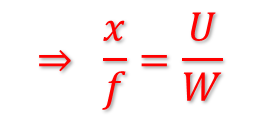 ⇒ x/f = U/W